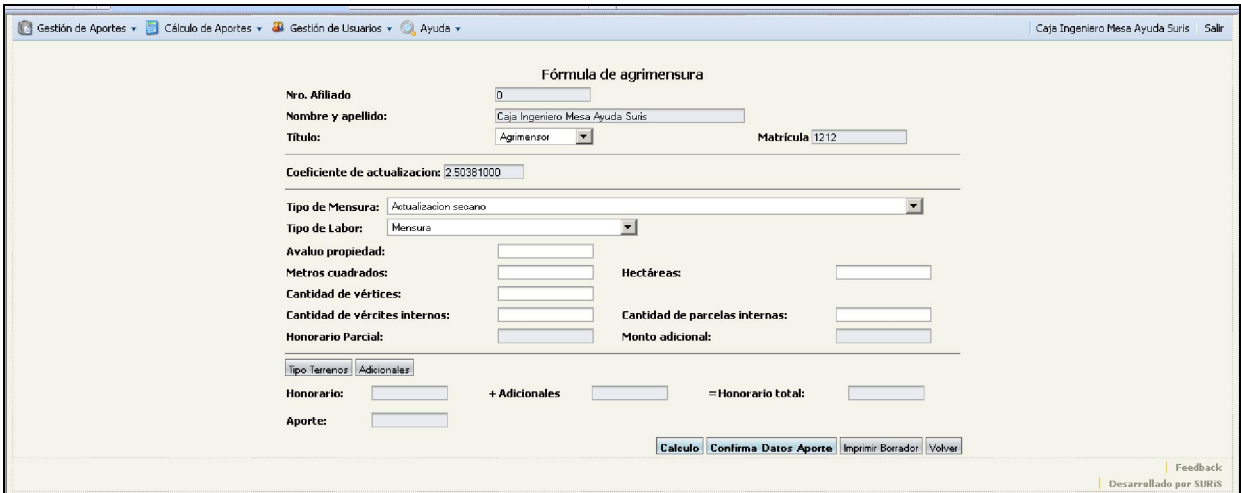 Gestión de Aportes Cálculo de Aportes Gestión de Usuarios Ayuda Caja Ingeniero Mesa Ayuda Suris Salir
Fórmula de agrimensura
Nro. Afiliado 0
Nombre y apellido: Caja Ingeniero Mesa Ayuda Suris
Título: Agrimensor Matrícula 1212
Coeficiente de actualizacion: 2.50381000
Tipo de Mensura: Actualizacion secano
Tipo de Labor: Mensura
Avaluo propiedad:
Metros cuadrados: Hectáreas:
Cantidad de vértices:
Cantidad de vércites internos: Cantidad de parcelas internas:
Honorario Parcial: Monto adicional:
Tipo Terrenos Adicionales
Honorario: + Adicionales =Honorario total:
Aporte:
Calculo Confirma Datos Aporte Imprimir Borrador Volver
Feedback
Desarrollado por SURiS